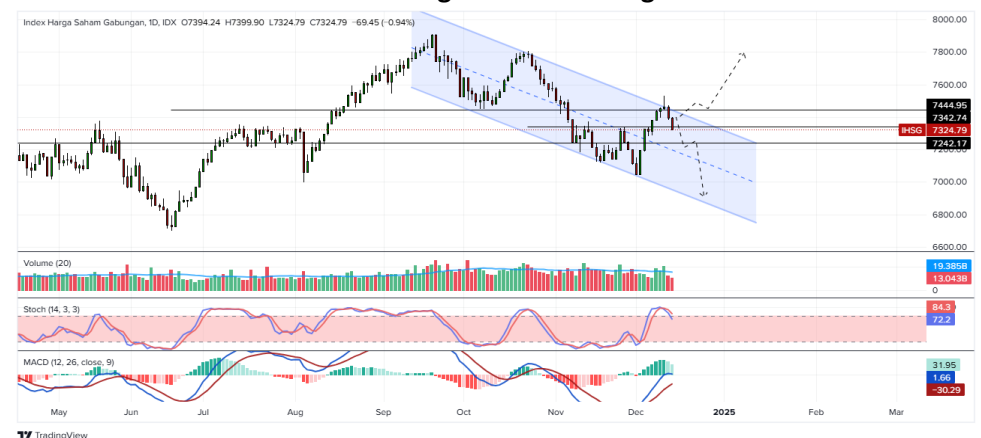 Index Harga Saham Gabungan, 1D, IDX O7394.24 H7399.90 L7324.79 C7324.79 −69.45 (−0.94%)
8000.00
7800.00
7600.00
7444.95
7342.74
IHSG 7324.79
7242.17
7200.00
7000.00
6800.00
6600.00
Volume (20)
19.385B
13.043B
0
Stoch (14, 3, 3)
84.3
72.2
MACD (12, 26, close, 9)
31.95
1.66
−30.29
May Jun Jul Aug Sep Oct Nov Dec 2025 Feb Mar
TradingView